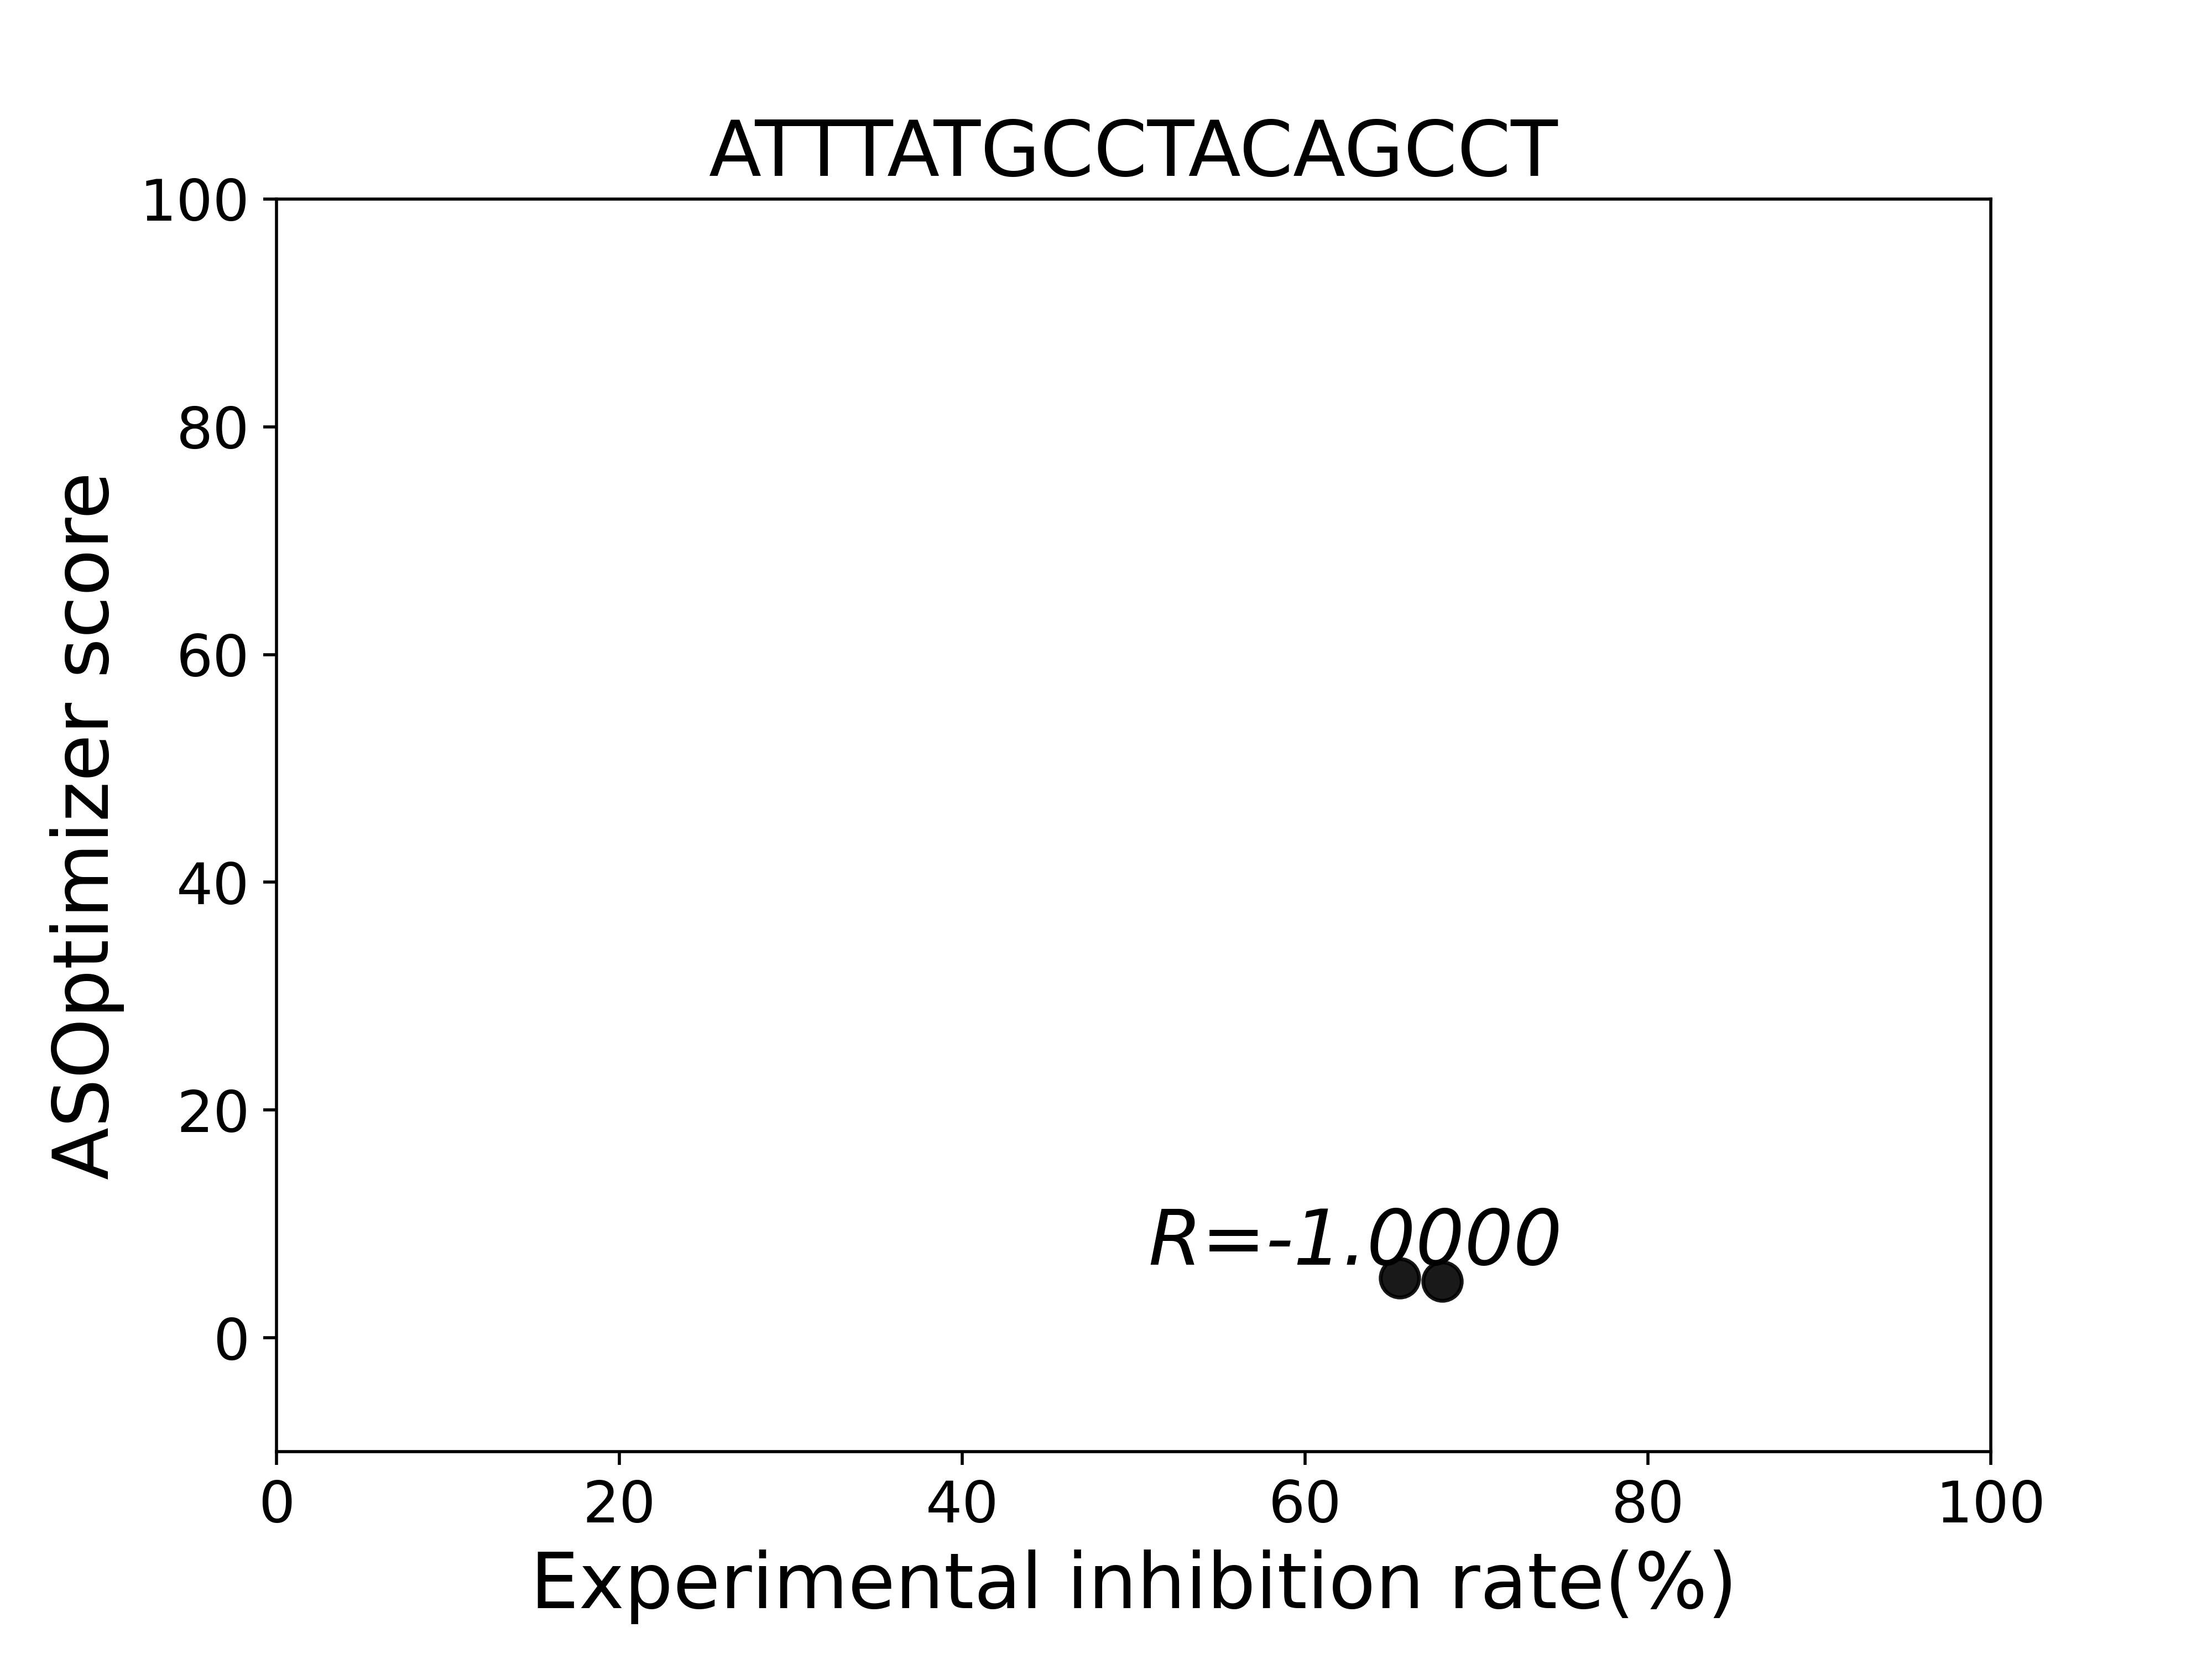 ATTTATGCCTACAGCCT
100
80
60
40
20
0
ASOptimizer score
R=-1.0000
0 20 40 60 80 100
Experimental inhibition rate(%)